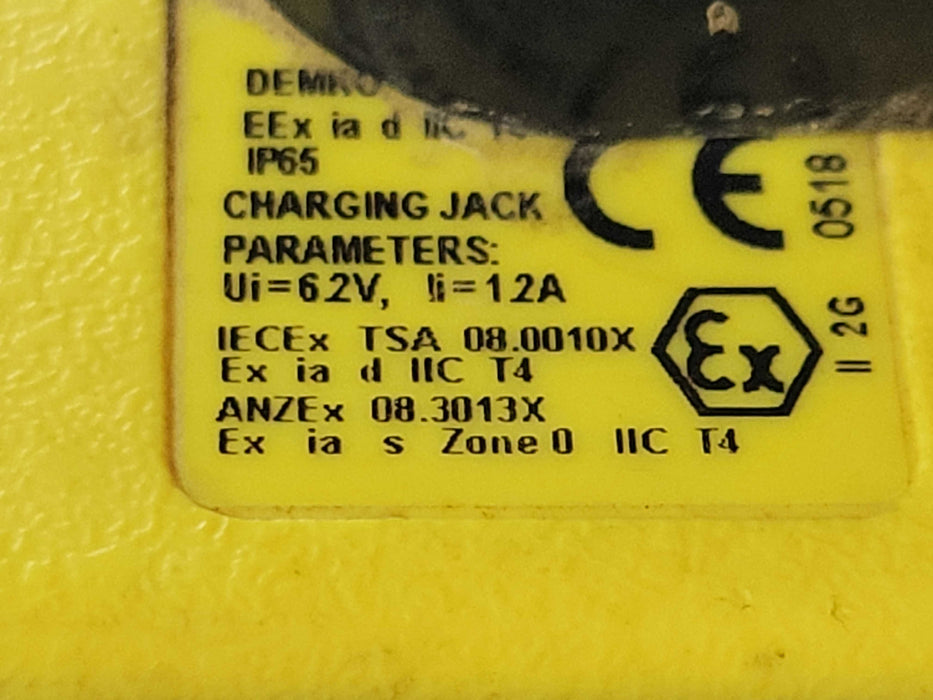 DEMKO
EEx ia d IIC
IP65
CHARGING JACK
PARAMETERS:
Ui=6.2V, Ii=1.2A
IECEx TSA 08.0010X
Ex ia d IIC T4
ANZEx 08.3013X
Ex ia s Zone 0 IIC T4
CE
0518
Ex
II 2G